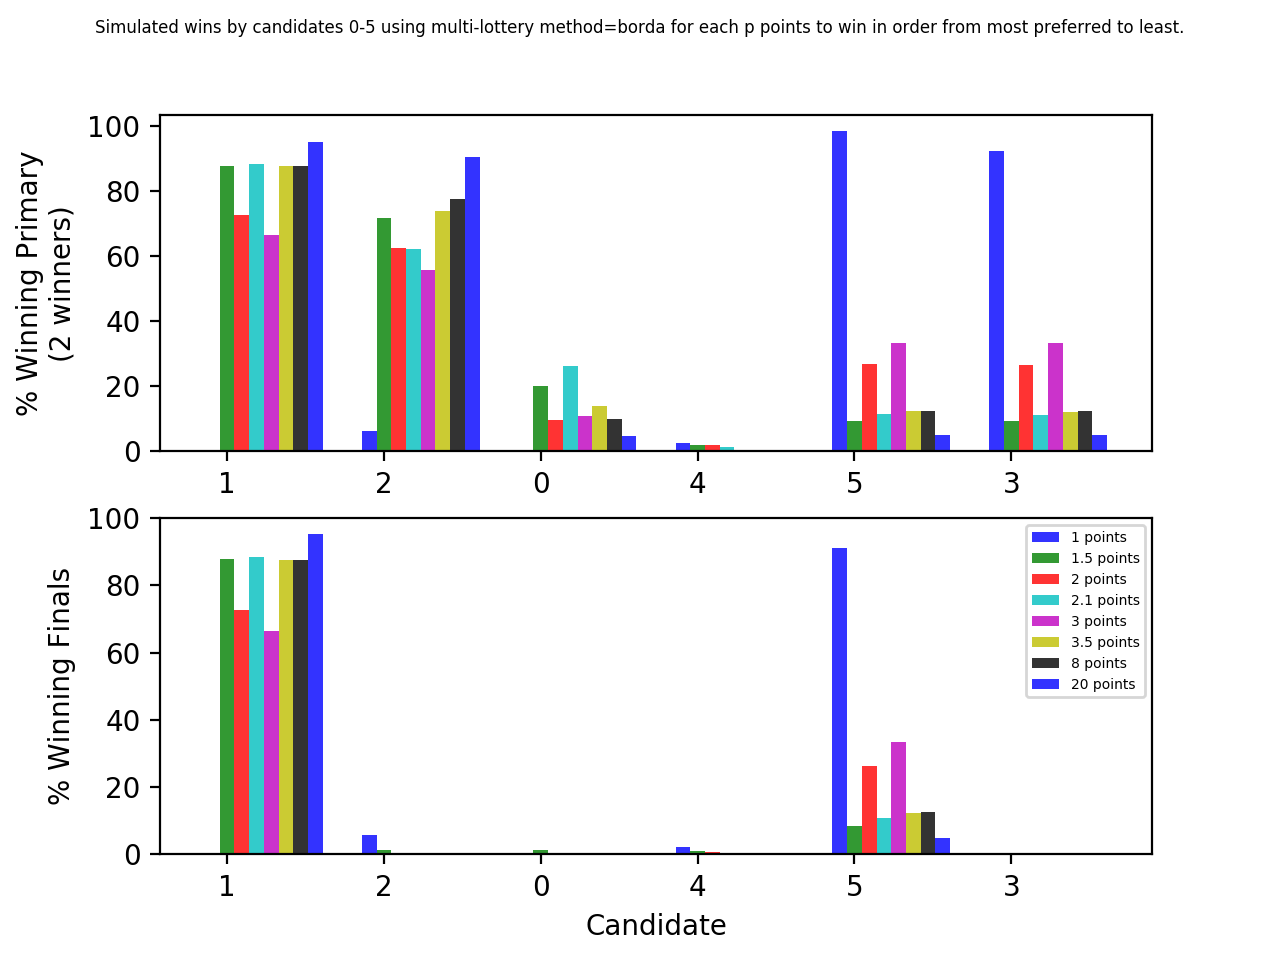 Simulated wins by candidates 0-5 using multi-lottery method=borda for each p points to win in order from most preferred to least.
% Winning Primary
(2 winners)
100
80
60
40
20
0
1 2 0 4 5 3
% Winning Finals
100
80
60
40
20
0
1 points
1.5 points
2 points
2.1 points
3 points
3.5 points
8 points
20 points
1 2 0 4 5 3
Candidate